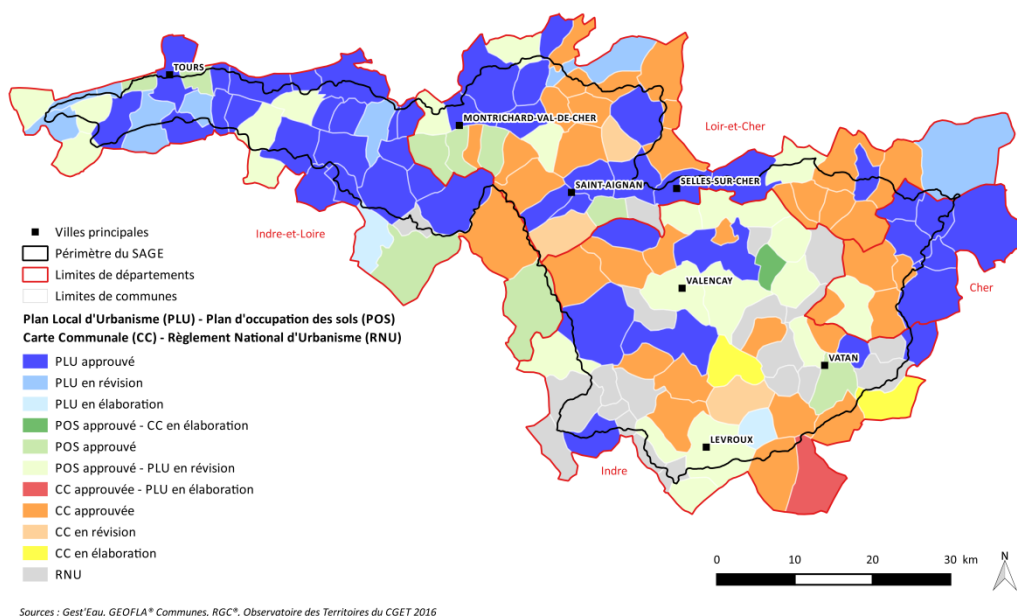 TOURS
MONTRICHARD-VAL-DE-CHER
Loir-et-Cher
SAINT-AIGNAN
SELLES-SUR-CHER
Indre-et-Loire
VALENCAY
Cher
VATAN
LEVROUX
Indre
Villes principales
Périmètre du SAGE
Limites de départements
Limites de communes
Plan Local d'Urbanisme (PLU) - Plan d'occupation des sols (POS)
Carte Communale (CC) - Règlement National d'Urbanisme (RNU)
PLU approuvé
PLU en révision
PLU en élaboration
POS approuvé - CC en élaboration
POS approuvé
POS approuvé - PLU en révision
CC approuvée - PLU en élaboration
CC approuvée
CC en révision
CC en élaboration
RNU
0 10 20 30 km
N
Sources : Gest'Eau, GEOFLA® Communes, RGC®, Observatoire des Territoires du CGET 2016